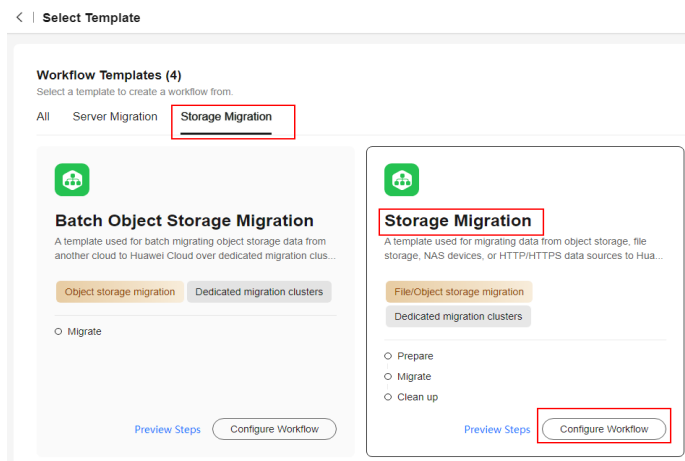 Select Template
Workflow Templates (4)
Select a template to create a workflow from.
All Server Migration Storage Migration
Batch Object Storage Migration
A template used for batch migrating object storage data from
another cloud to Huawei Cloud over dedicated migration clus...
Object storage migration Dedicated migration clusters
Migrate
Preview Steps Configure Workflow
Storage Migration
A template used for migrating data from object storage, file
storage, NAS devices, or HTTP/HTTPS data sources to Hua...
File/Object storage migration
Dedicated migration clusters
Prepare
Migrate
Clean up
Preview Steps Configure Workflow